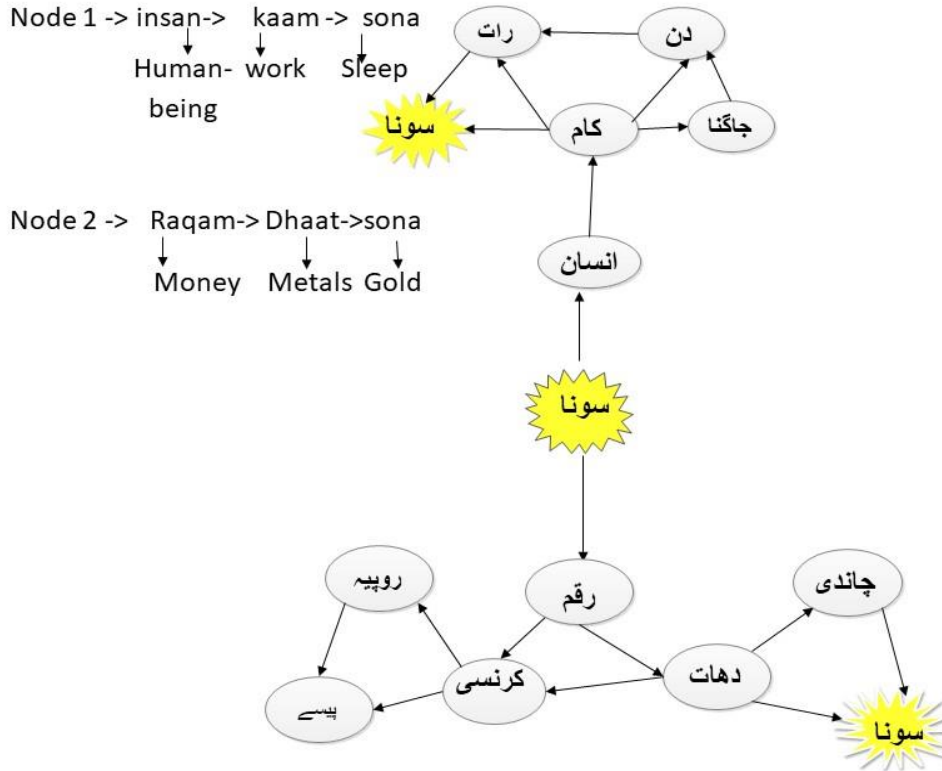 Node 1 -> insan-> kaam -> sona
Human-being work Sleep
Node 2 -> Raqam-> Dhaat->sona
Money Metals Gold
رات
دن
سونا
کام
جاگنا
انسان
سونا
روپیہ
رقم
چاندی
کرنسی
دھات
پیسے
سونا